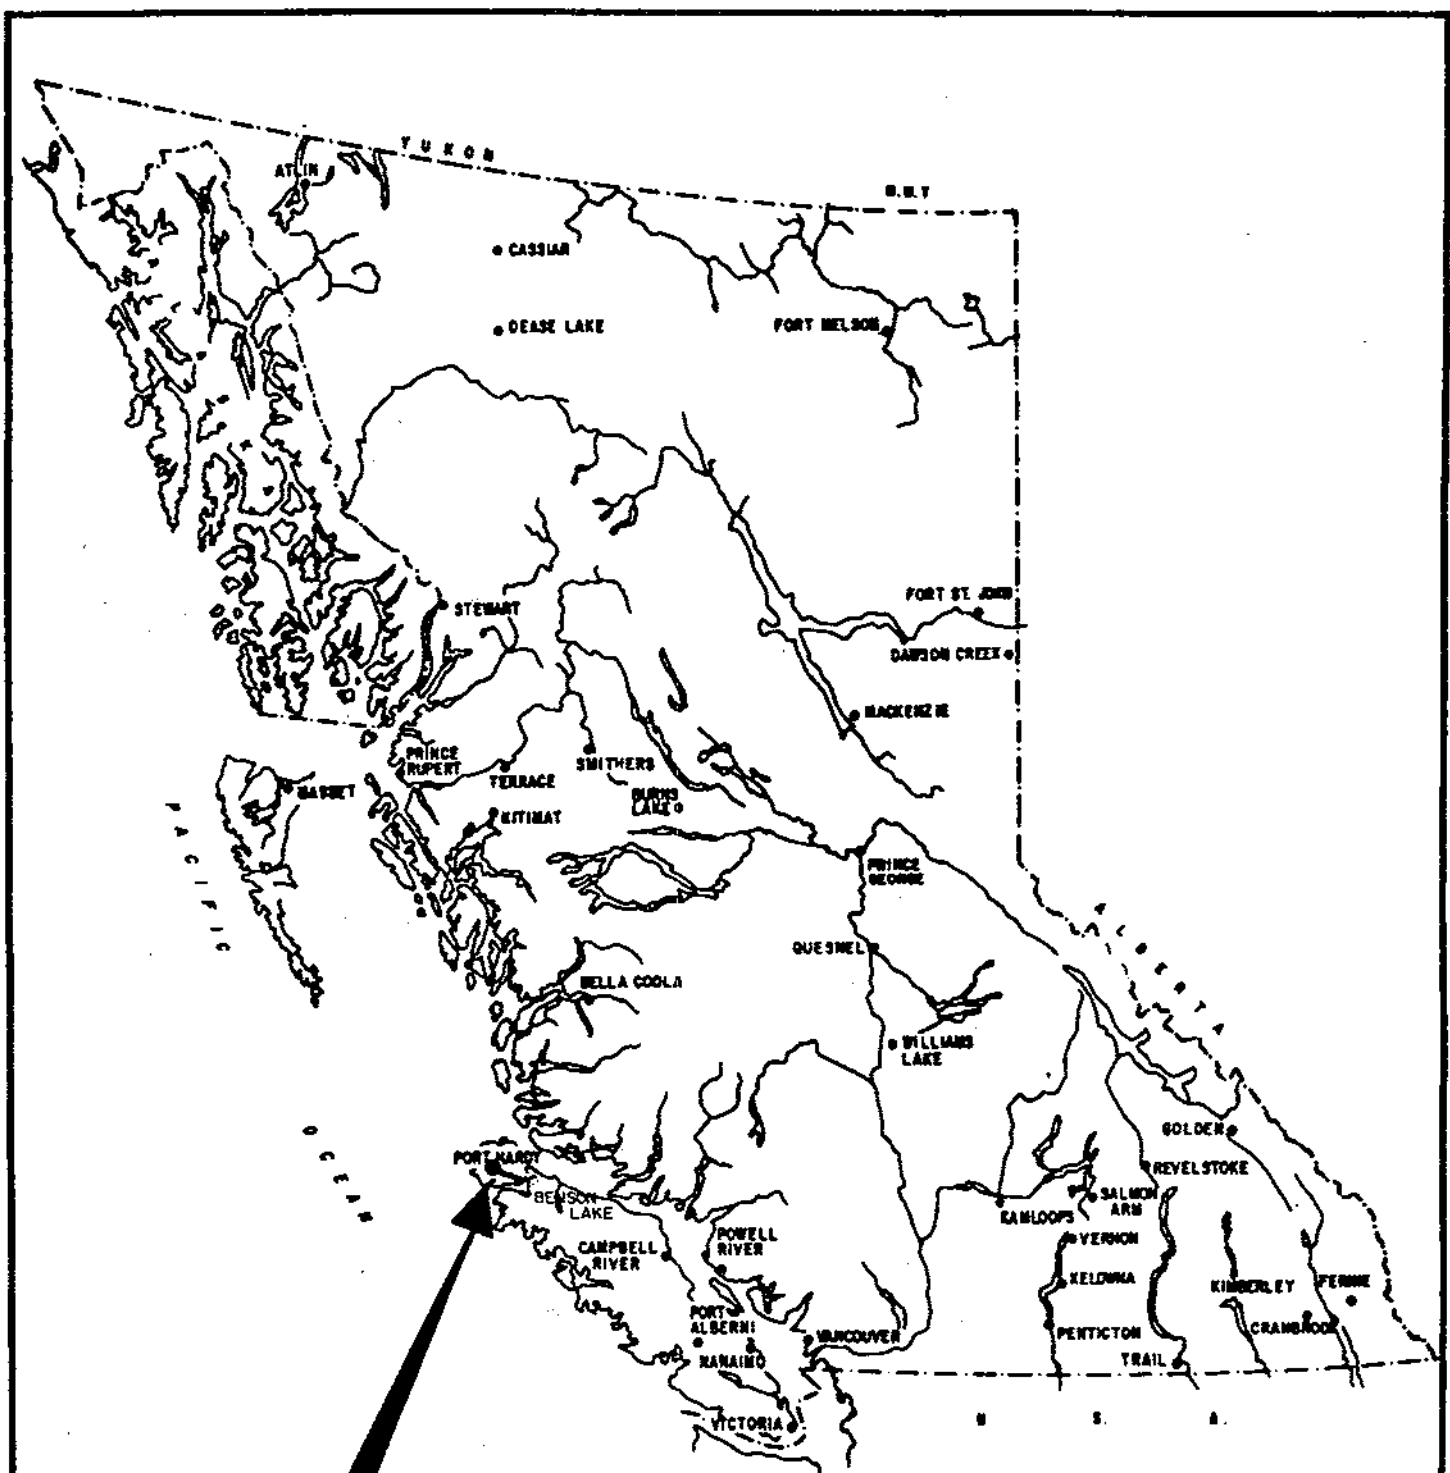 YUKON
N.W.T
ATLIN
CASSIAR
DEASE LAKE
FORT NELSON
STEWART
FORT ST. JOHN
DAWSON CREEK
MACKENZIE
PRINCE
RUPERT
TERRACE
SMITHERS
MASSET
KITIMAT
BURNS
LAKE
PRINCE
GEORGE
PACIFIC
ALBERTA
QUESNEL
BELLA COOLA
WILLIAMS
LAKE
OCEAN
GOLDEN
PORT HARDY
REVELSTOKE
BENSON
LAKE
SALMON
ARM
KAMLOOPS
POWELL
RIVER
VERNON
CAMPBELL
RIVER
KELOWNA
KIMBERLEY
FERNIE
PORT
ALBERNI
VANCOUVER
PENTICTON
CRANBROOK
NANAIMO
TRAIL
VICTORIA
U. S. A.